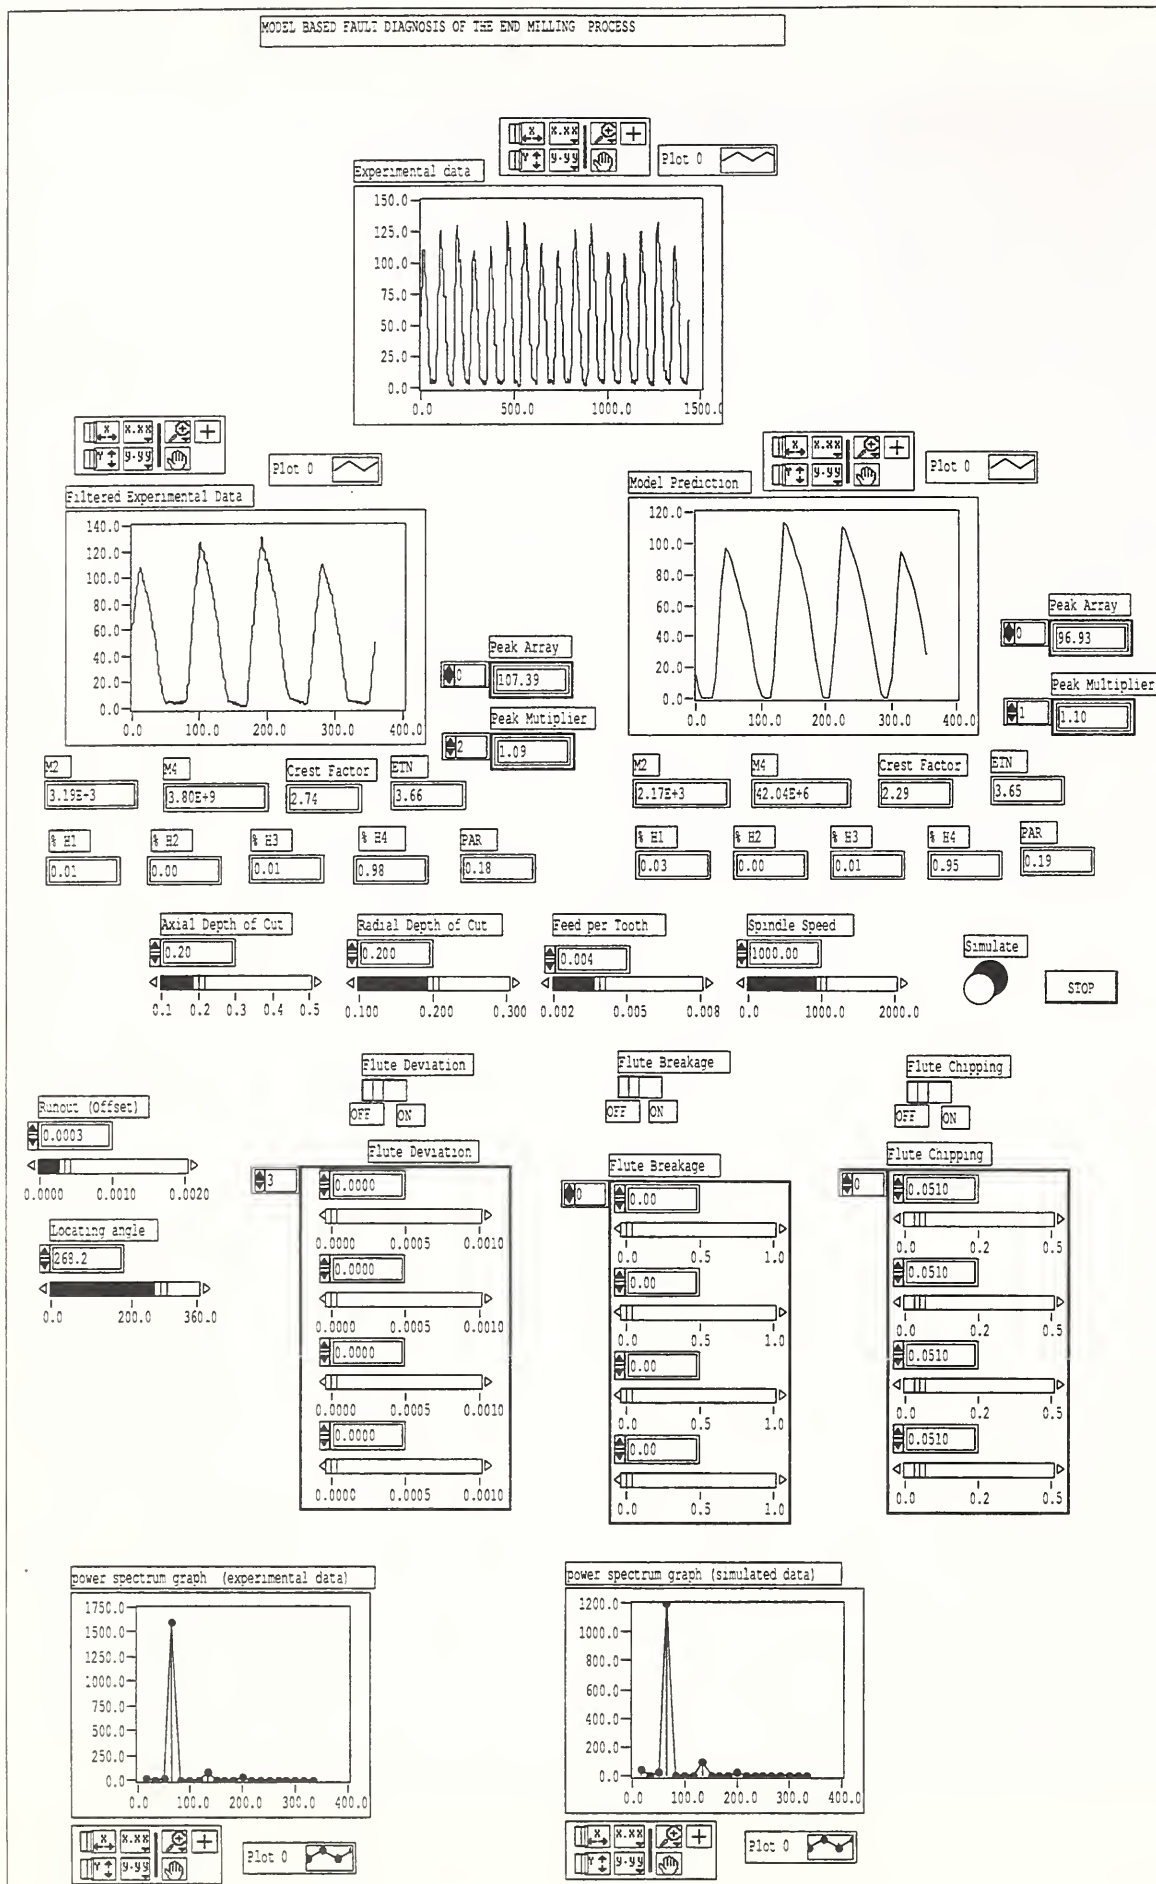 MODEL BASED FAULT DIAGNOSIS OF THE END MILLING PROCESS
X x.xx
Y y.yy
Plot 0
Experimental data
150.0
125.0
100.0
75.0
50.0
25.0
0.0
0.0 500.0 1000.0 1500.0
X x.xx
Y y.yy
Plot 0
Filtered Experimental Data
140.0
120.0
100.0
80.0
60.0
40.0
20.0
0.0
0.0 100.0 200.0 300.0 400.0
Peak Array
0 107.39
Peak Mutiplier
2 1.09
X x.xx
Y y.yy
Plot 0
Model Prediction
120.0
100.0
80.0
60.0
40.0
20.0
0.0
0.0 100.0 200.0 300.0 400.0
Peak Array
0 96.93
Peak Multiplier
1 1.10
M2 M4 Crest Factor ETN
3.19E+3 3.80E+9 2.74 3.66
% H1 % H2 % H3 % H4 PAR
0.01 0.00 0.01 0.98 0.18
M2 M4 Crest Factor ETN
2.17E+3 42.04E+6 2.29 3.65
% H1 % H2 % H3 % H4 PAR
0.03 0.00 0.01 0.95 0.19
Axial Depth of Cut
0.20
0.1 0.2 0.3 0.4 0.5
Radial Depth of Cut
0.200
0.100 0.200 0.300
Feed per Tooth
0.004
0.002 0.005 0.008
Spindle Speed
1000.00
0.0 1000.0 2000.0
Simulate
STOP
Runout (Offset)
0.0003
0.0000 0.0010 0.0020
Locating angle
268.2
0.0 200.0 360.0
Flute Deviation
OFF ON
Flute Deviation
3 0.0000
0.0000 0.0005 0.0010
0.0000
0.0000 0.0005 0.0010
0.0000
0.0000 0.0005 0.0010
0.0000
0.0000 0.0005 0.0010
Flute Breakage
OFF ON
Flute Breakage
0 0.00
0.0 0.5 1.0
0.00
0.0 0.5 1.0
0.00
0.0 0.5 1.0
0.00
0.0 0.5 1.0
Flute Chipping
OFF ON
Flute Chipping
0 0.0510
0.0 0.2 0.5
0.0510
0.0 0.2 0.5
0.0510
0.0 0.2 0.5
0.0510
0.0 0.2 0.5
power spectrum graph (experimental data)
1750.0
1500.0
1250.0
1000.0
750.0
500.0
250.0
0.0
0.0 100.0 200.0 300.0 400.0
X x.xx
Y y.yy
Plot 0
power spectrum graph (simulated data)
1200.0
1000.0
800.0
600.0
400.0
200.0
0.0
0.0 100.0 200.0 300.0 400.0
X x.xx
Y y.yy
Plot 0